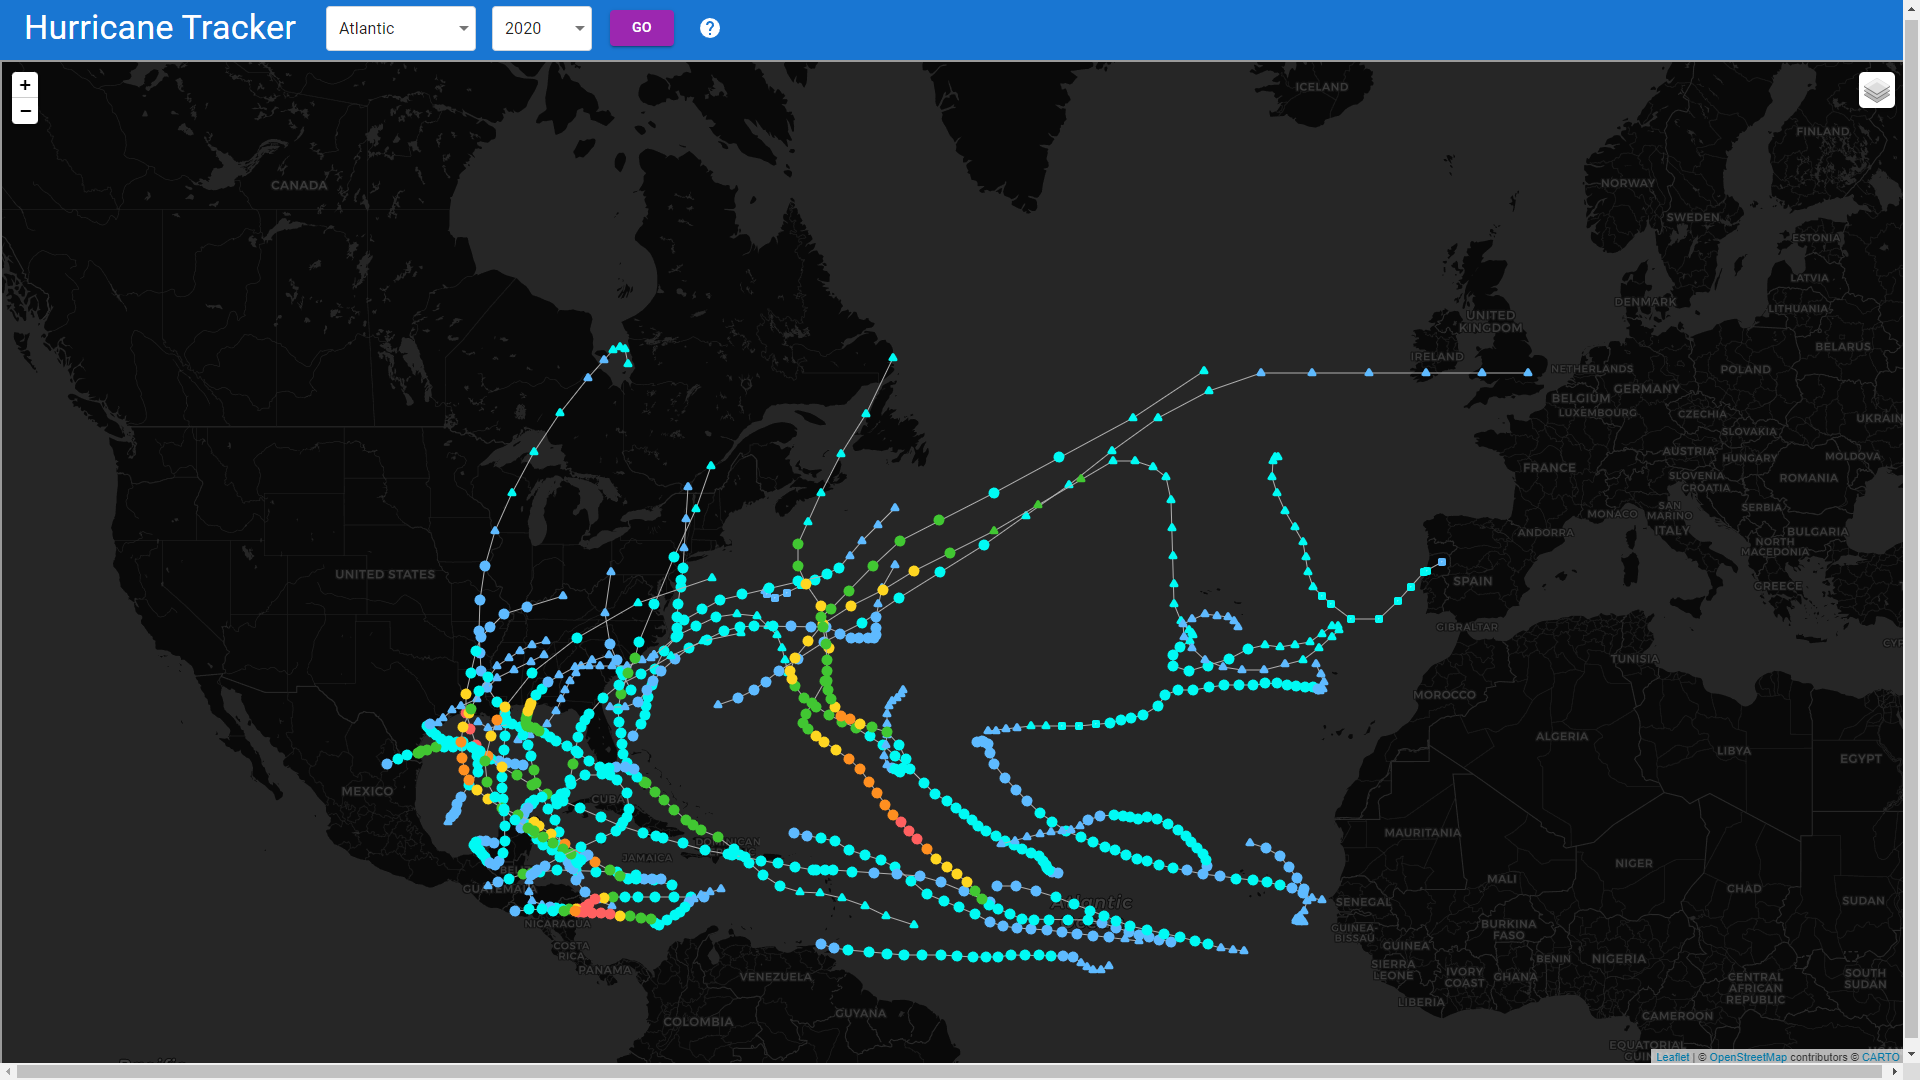 Hurricane Tracker
Atlantic
2020
GO
?
+
−
ICELAND
FINLAND
CANADA
NORWAY
SWEDEN
ESTONIA
LATVIA
DENMARK
LITHUANIA
UNITED
KINGDOM
BELARUS
IRELAND
NETHERLANDS
POLAND
GERMANY
BELGIUM
LUXEMBOURG
CZECHIA
UKRAIN
SLOVAKIA
AUSTRIA
HUNGARY
MOLDOVA
FRANCE
SLOVENIA
CROATIA
ROMANIA
MONACO
SAN
MARINO
SERBIA
ITALY
ANDORRA
BULGARIA
NORTH
MACEDONIA
UNITED STATES
SPAIN
GREECE
GIBRALTAR
CY
TUNISIA
MOROCCO
ALGERIA
LIBYA
EGYPT
MEXICO
CUBA
MAURITANIA
DOMINICAN
JAMAICA
NIGER
BEL
MALI
CHAD
GUATEMALA
SENEGAL
SUDAN
Atlantic
NICARAGUA
BURKINA
FASO
GUINEA-
BISSAU
COSTA
RICA
GUINEA
BENIN
NIGERIA
PANAMA
SIERRA
LEONE
IVORY
COAST
GHANA
VENEZUELA
CENTRAL
AFRICAN
REPUBLIC
SOUTH
SUDAN
LIBERIA
GUYANA
COLOMBIA
CAMEROON
EQUATORIAL
Leaflet | © OpenStreetMap contributors © CARTO